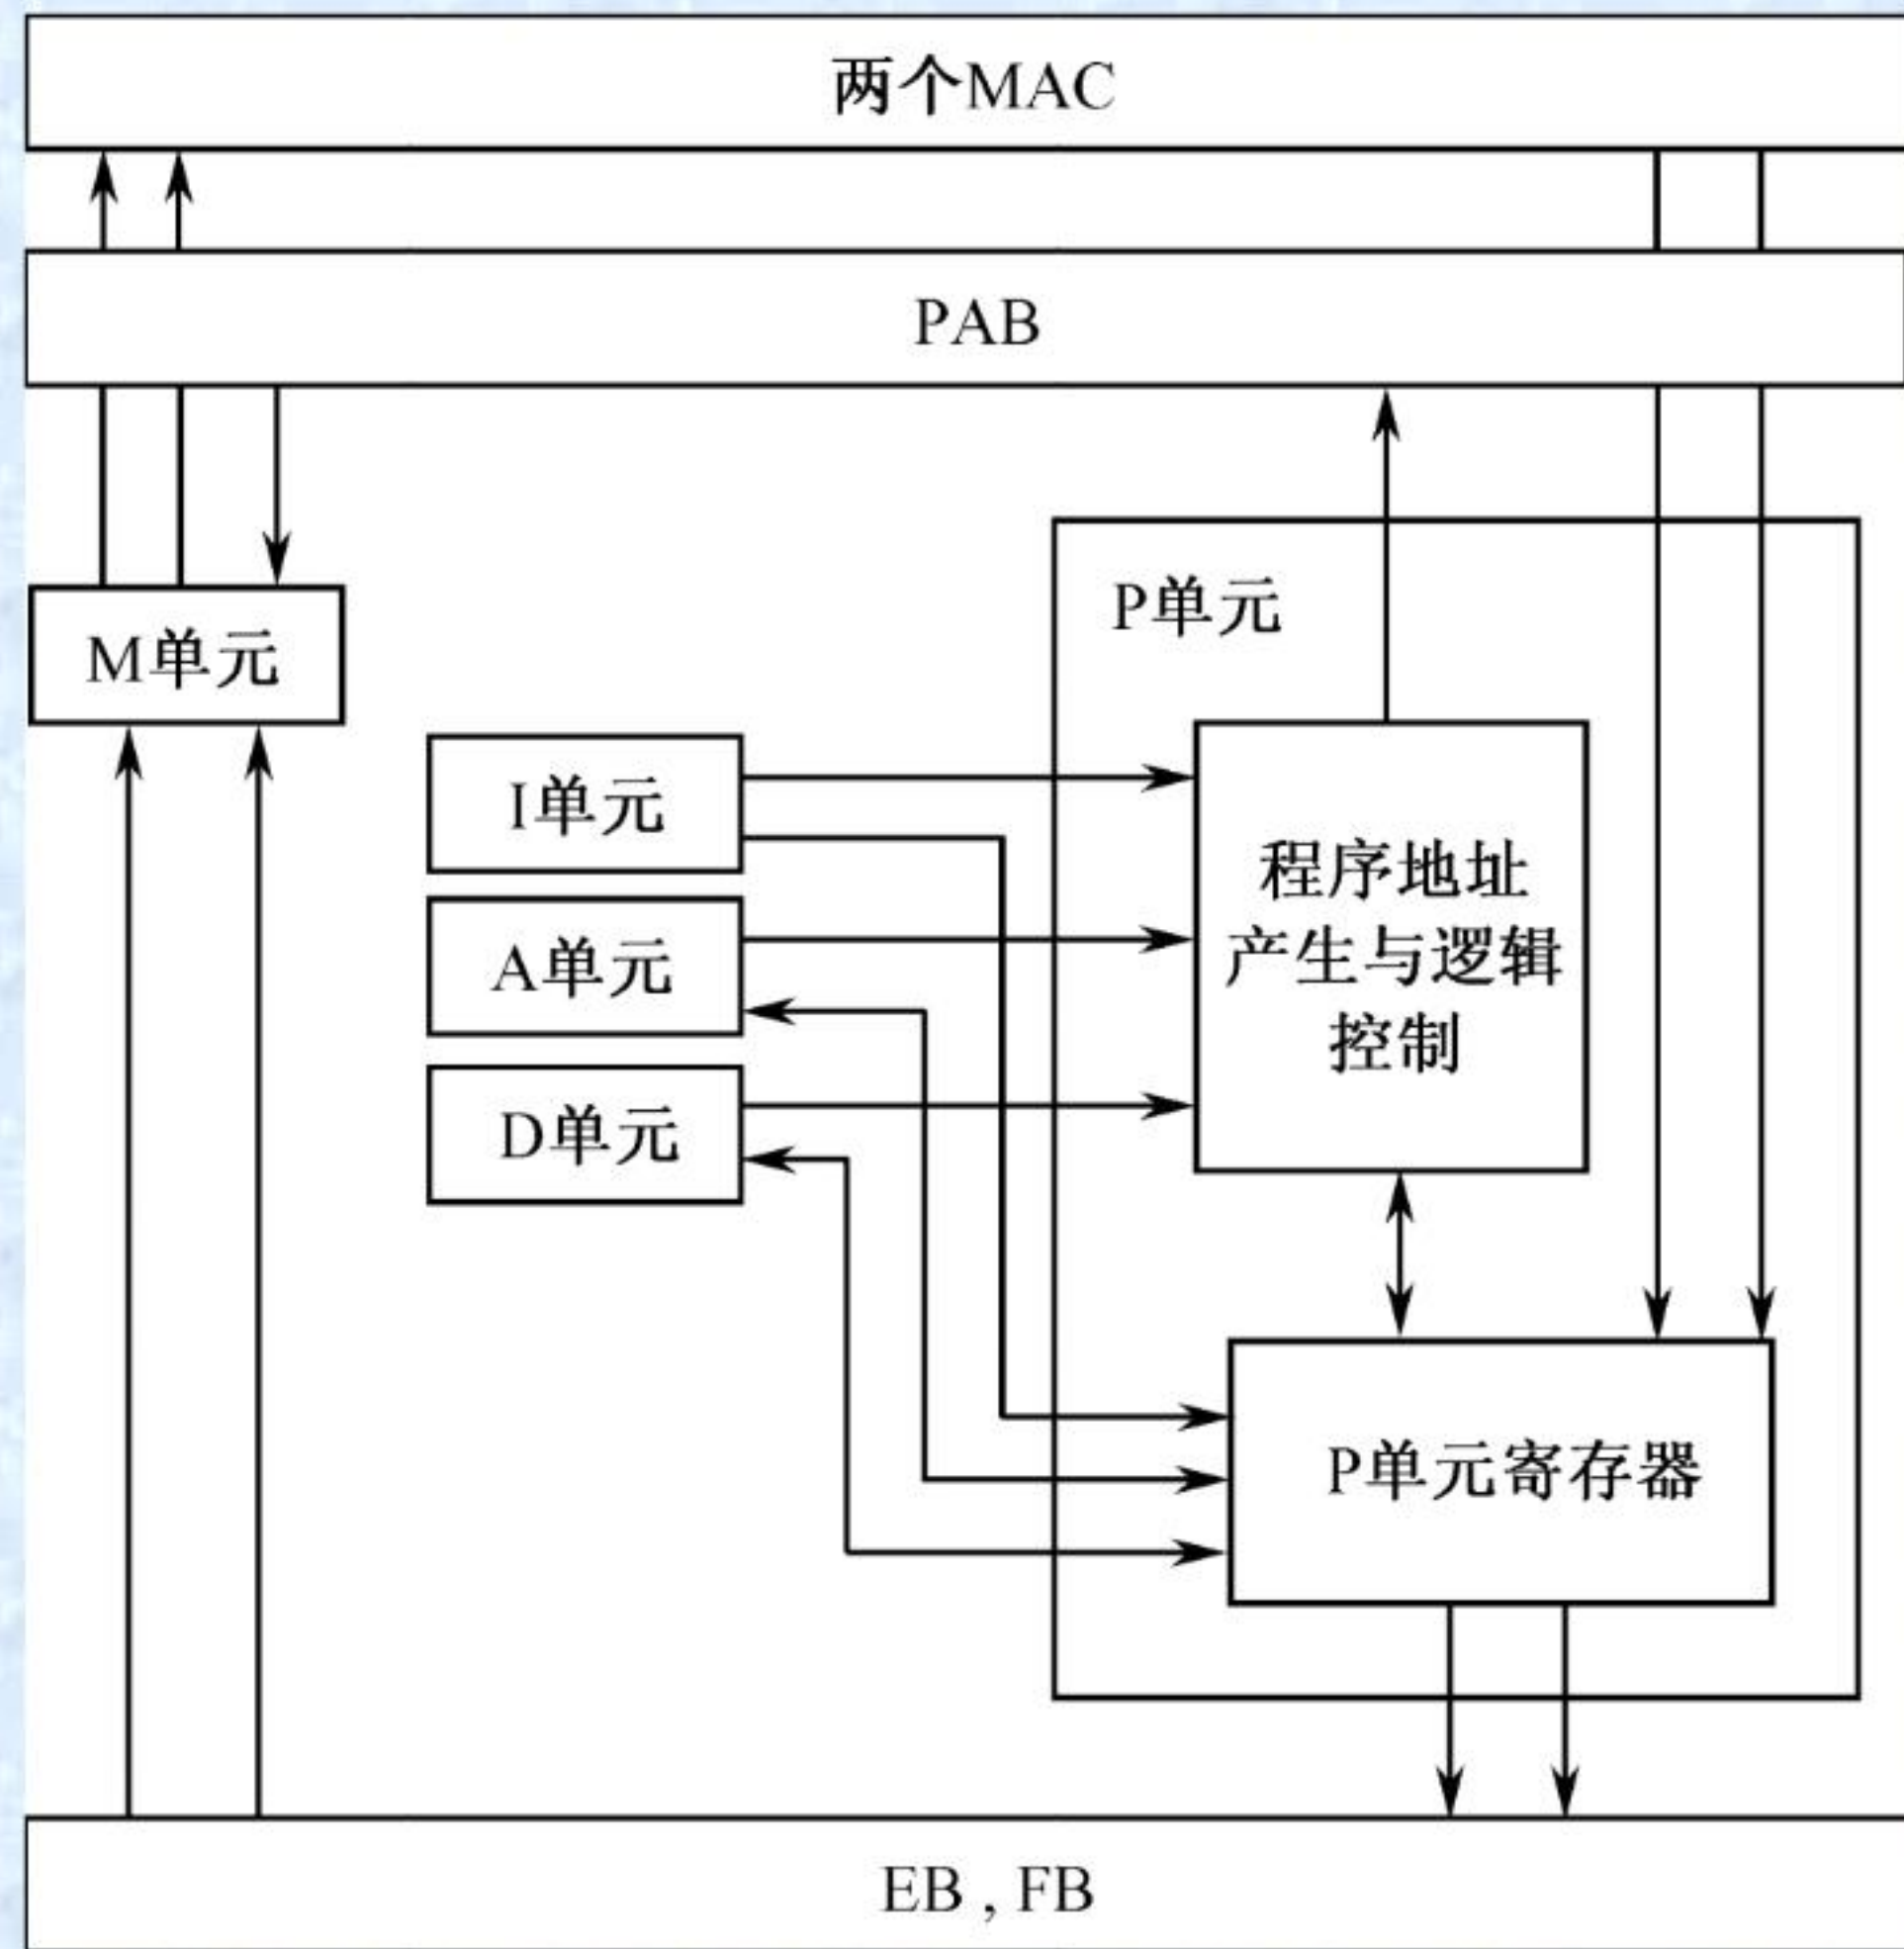 两个MAC
PAB
P单元
M单元
I单元
A单元
D单元
程序地址
产生与逻辑
控制
P单元寄存器
EB , FB